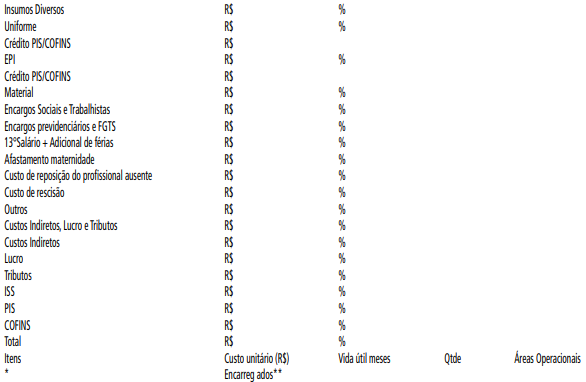 Insumos Diversos R$ %
Uniforme R$ %
Crédito PIS/COFINS R$
EPI R$ %
Crédito PIS/COFINS R$
Material R$ %
Encargos Sociais e Trabalhistas R$ %
Encargos previdenciários e FGTS R$ %
13ºSalário + Adicional de férias R$ %
Afastamento maternidade R$ %
Custo de reposição do profissional ausente R$ %
Custo de rescisão R$ %
Outros R$ %
Custos Indiretos, Lucro e Tributos R$ %
Custos Indiretos R$ %
Lucro R$ %
Tributos R$ %
ISS R$ %
PIS R$ %
COFINS R$ %
Total R$ %
Itens Custo unitário (R$) Vida útil meses Qtde Áreas Operacionais
* Encarreg ados**